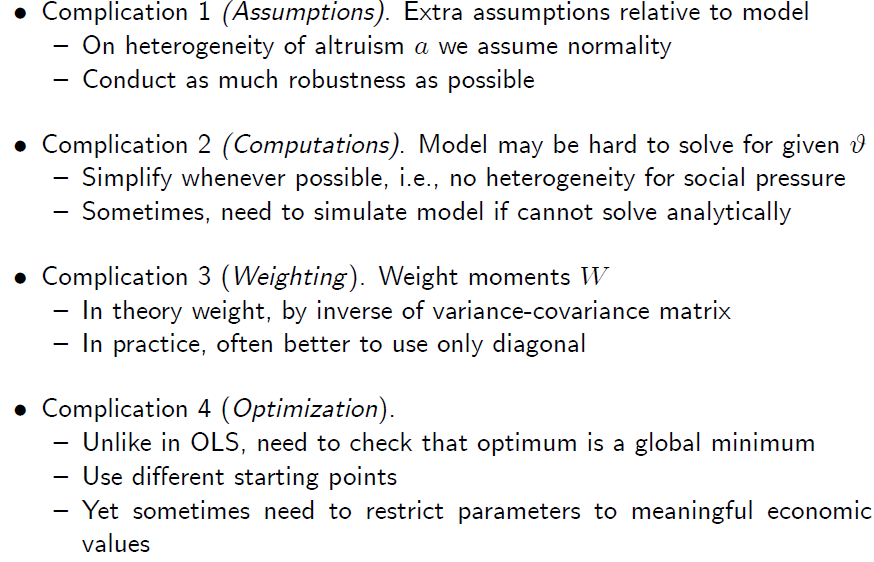 • Complication 1 (Assumptions). Extra assumptions relative to model
– On heterogeneity of altruism a we assume normality
– Conduct as much robustness as possible
• Complication 2 (Computations). Model may be hard to solve for given ϑ
– Simplify whenever possible, i.e., no heterogeneity for social pressure
– Sometimes, need to simulate model if cannot solve analytically
• Complication 3 (Weighting). Weight moments W
– In theory weight, by inverse of variance-covariance matrix
– In practice, often better to use only diagonal
• Complication 4 (Optimization).
– Unlike in OLS, need to check that optimum is a global minimum
– Use different starting points
– Yet sometimes need to restrict parameters to meaningful economic
values